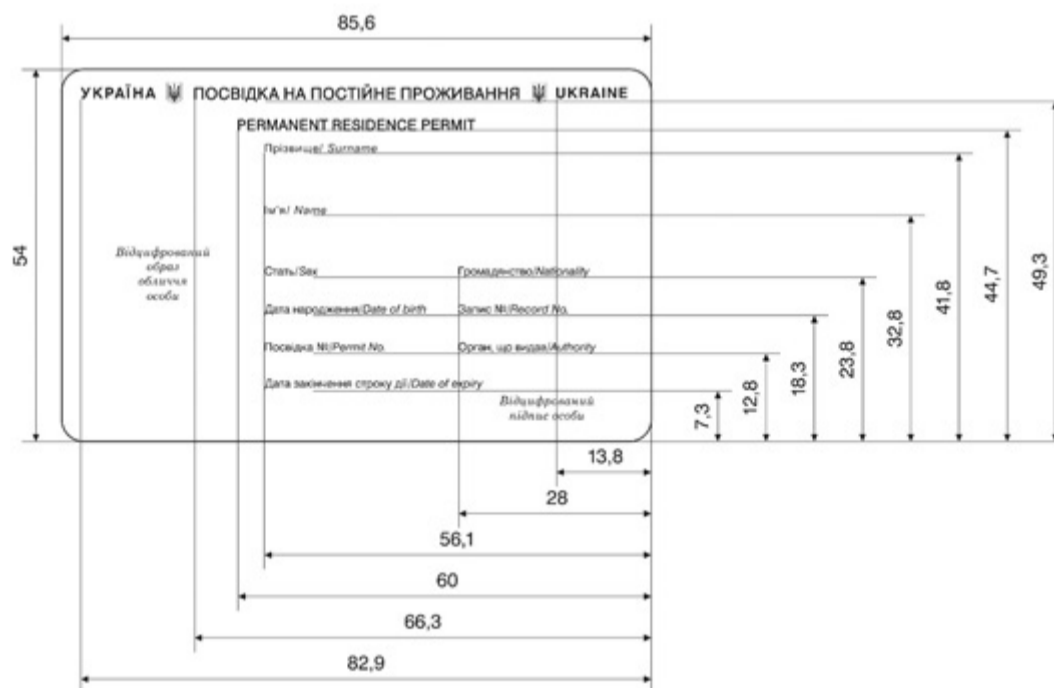 85,6
УКРАЇНА ПОСВІДКА НА ПОСТІЙНЕ ПРОЖИВАННЯ UKRAINE
PERMANENT RESIDENCE PERMIT
Прізвище/ Surname
Ім'я/ Name
Відцифрований
образ
обличчя
особи
Стать/Sex Громадянство/Nationality
Дата народження/Date of birth Запис №/Record No.
Посвідка №/Permit No. Орган, що видав/Authority
Дата закінчення строку дії/Date of expiry
Відцифрований
підпис особи
54
7,3
12,8
18,3
23,8
32,8
41,8
44,7
49,3
13,8
28
56,1
60
66,3
82,9